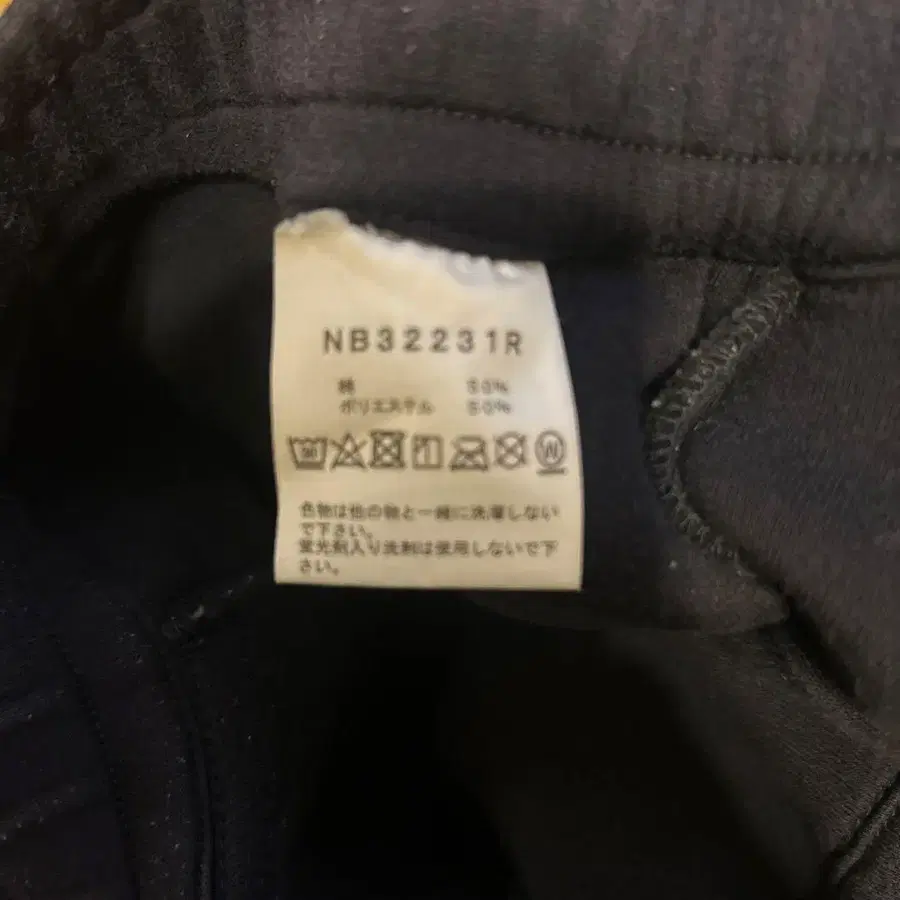 NB32231R
綿 50%
ポリエステル 50%
色物は他の物と一緒に洗濯しない
で下さい。
蛍光剤入り洗剤は使用しないで下
さい。